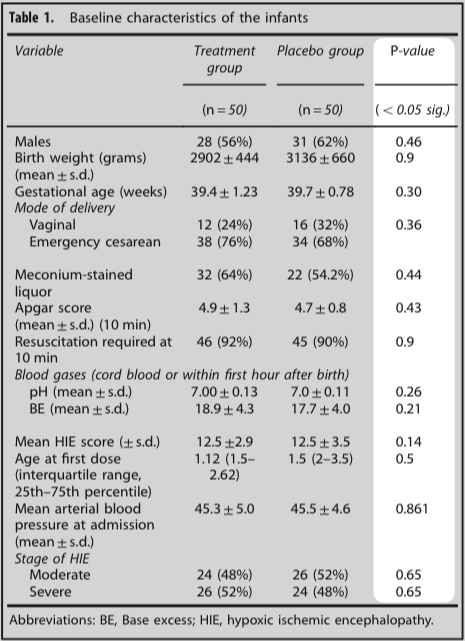 Table 1. Baseline characteristics of the infants
Variable Treatment group Placebo group P-value
(n = 50) (n = 50) (< 0.05 sig.)
Males 28 (56%) 31 (62%) 0.46
Birth weight (grams) 2902 ± 444 3136 ± 660 0.9
(mean ± s.d.)
Gestational age (weeks) 39.4 ± 1.23 39.7 ± 0.78 0.30
Mode of delivery
Vaginal 12 (24%) 16 (32%) 0.36
Emergency cesarean 38 (76%) 34 (68%)
Meconium-stained 32 (64%) 22 (54.2%) 0.44
liquor
Apgar score 4.9 ± 1.3 4.7 ± 0.8 0.43
(mean ± s.d.) (10 min)
Resuscitation required at 46 (92%) 45 (90%) 0.9
10 min
Blood gases (cord blood or within first hour after birth)
pH (mean ± s.d.) 7.00 ± 0.13 7.0 ± 0.11 0.26
BE (mean ± s.d.) 18.9 ± 4.3 17.7 ± 4.0 0.21
Mean HIE score (± s.d.) 12.5 ±2.9 12.5 ± 3.5 0.14
Age at first dose 1.12 (1.5– 1.5 (2–3.5) 0.5
(interquartile range, 2.62)
25th–75th percentile)
Mean arterial blood 45.3 ± 5.0 45.5 ± 4.6 0.861
pressure at admission
(mean ± s.d.)
Stage of HIE
Moderate 24 (48%) 26 (52%) 0.65
Severe 26 (52%) 24 (48%) 0.65
Abbreviations: BE, Base excess; HIE, hypoxic ischemic encephalopathy.